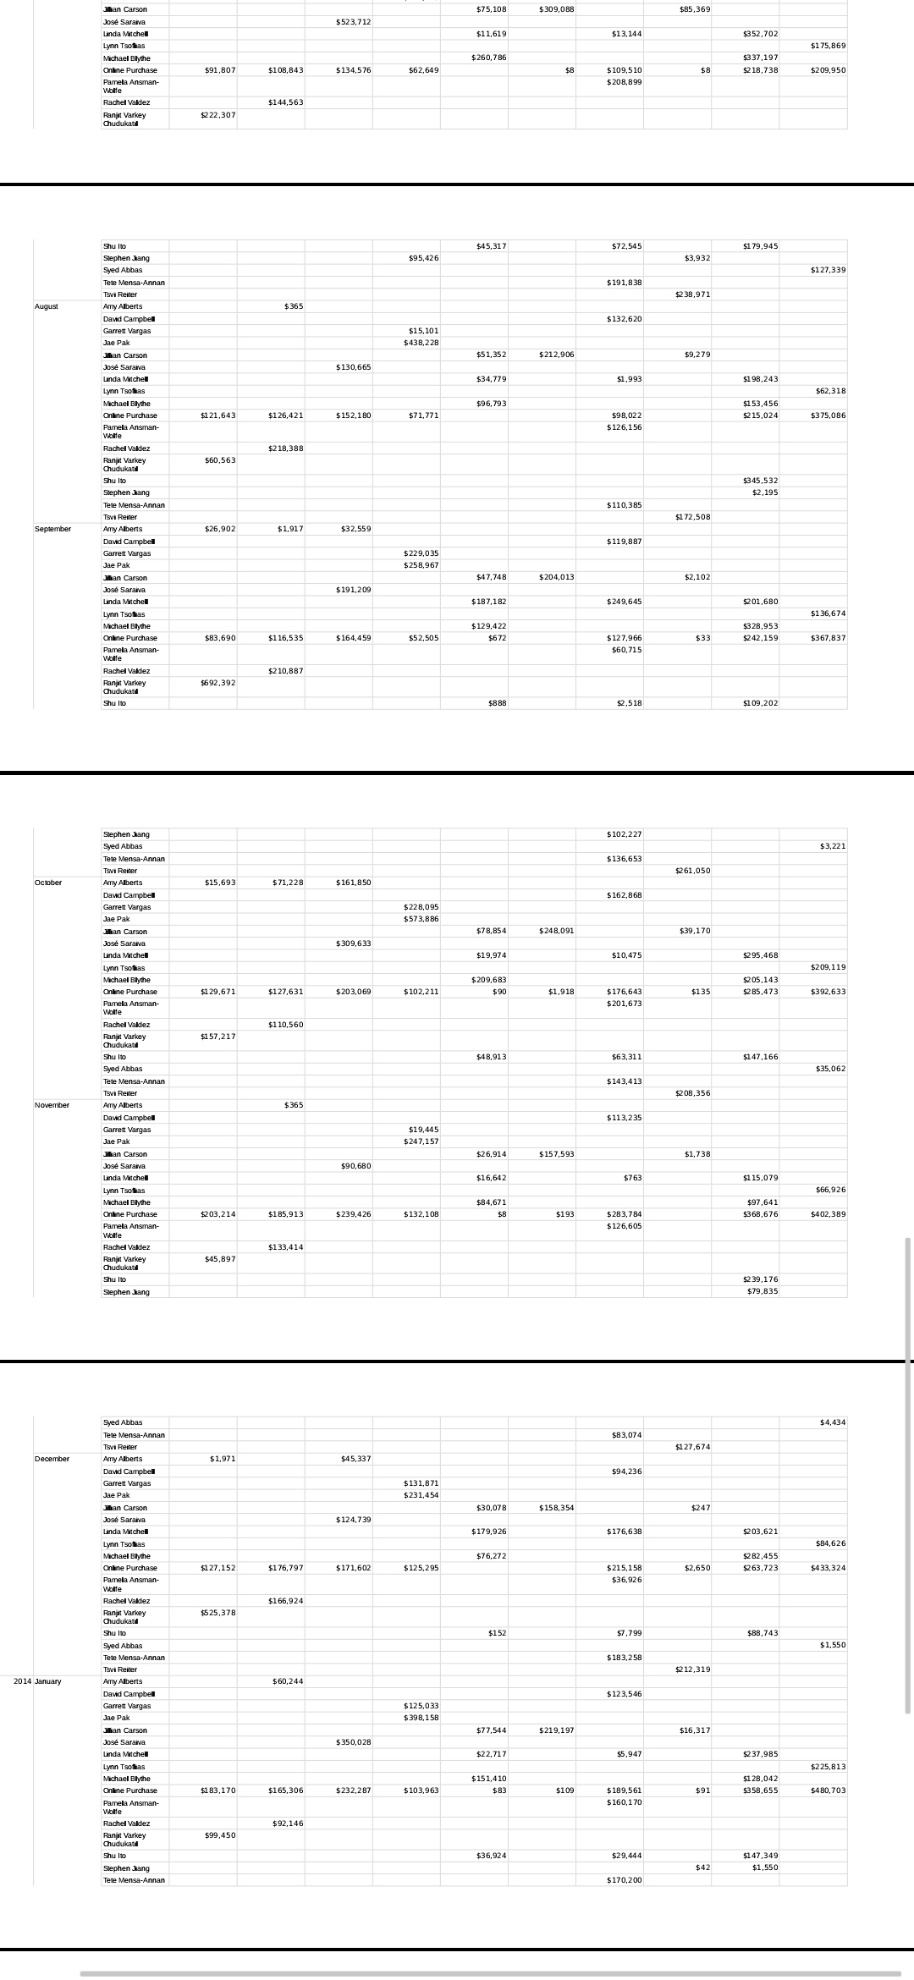 Jillian Carson $75,108 $309,088 $85,369
José Saraiva $523,712
Linda Mitchell $11,619 $13,144 $352,702
Lynn Tsoflias $175,869
Michael Blythe $260,786 $337,197
Online Purchase $91,807 $108,843 $134,576 $62,649 $8 $109,510 $8 $218,738 $209,950
Pamela Ansman- $208,899
Wolfe
Rachel Valdez $144,563
Ranjit Varkey $222,307
Chudukatil
Shu Ito $45,317 $72,545 $179,945
Stephen Jiang $95,426 $3,932
Syed Abbas $127,339
Tete Mensa-Annan $191,838
Tsvi Reiter $238,971
August Amy Alberts $365
David Campbell $132,620
Garrett Vargas $15,101
Jae Pak $438,228
Jillian Carson $51,352 $212,906 $9,279
José Saraiva $130,665
Linda Mitchell $34,779 $1,993 $198,243
Lynn Tsoflias $62,318
Michael Blythe $96,793 $153,456
Online Purchase $121,643 $126,421 $152,180 $71,771 $98,022 $215,024 $375,086
Pamela Ansman- $126,156
Wolfe
Rachel Valdez $218,388
Ranjit Varkey $60,563
Chudukatil
Shu Ito $345,532
Stephen Jiang $2,195
Tete Mensa-Annan $110,385
Tsvi Reiter $172,508
September Amy Alberts $26,902 $1,917 $32,559
David Campbell $119,887
Garrett Vargas $229,035
Jae Pak $258,967
Jillian Carson $47,748 $204,013 $2,102
José Saraiva $191,209
Linda Mitchell $187,182 $249,645 $201,680
Lynn Tsoflias $136,674
Michael Blythe $129,422 $328,953
Online Purchase $83,690 $116,535 $164,459 $52,505 $672 $127,966 $33 $242,159 $367,837
Pamela Ansman- $60,715
Wolfe
Rachel Valdez $210,887
Ranjit Varkey $692,392
Chudukatil
Shu Ito $888 $2,518 $109,202
Stephen Jiang $102,227
Syed Abbas $3,221
Tete Mensa-Annan $136,653
Tsvi Reiter $261,050
October Amy Alberts $15,693 $71,228 $161,850
David Campbell $162,868
Garrett Vargas $228,095
Jae Pak $573,886
Jillian Carson $78,854 $248,091 $39,170
José Saraiva $309,633
Linda Mitchell $19,974 $10,475 $295,468
Lynn Tsoflias $209,119
Michael Blythe $209,683 $205,143
Online Purchase $129,671 $127,631 $203,069 $102,211 $90 $1,918 $176,643 $135 $285,473 $392,633
Pamela Ansman- $201,673
Wolfe
Rachel Valdez $110,560
Ranjit Varkey $157,217
Chudukatil
Shu Ito $48,913 $63,311 $147,166
Syed Abbas $35,062
Tete Mensa-Annan $143,413
Tsvi Reiter $208,356
November Amy Alberts $365
David Campbell $113,235
Garrett Vargas $19,445
Jae Pak $247,157
Jillian Carson $26,914 $157,593 $1,738
José Saraiva $90,680
Linda Mitchell $16,642 $763 $115,079
Lynn Tsoflias $66,926
Michael Blythe $84,671 $97,641
Online Purchase $203,214 $185,913 $239,426 $132,108 $8 $193 $283,784 $368,676 $402,389
Pamela Ansman- $126,605
Wolfe
Rachel Valdez $133,414
Ranjit Varkey $45,897
Chudukatil
Shu Ito $239,176
Stephen Jiang $79,835
Syed Abbas $4,434
Tete Mensa-Annan $83,074
Tsvi Reiter $127,674
December Amy Alberts $1,971 $45,337
David Campbell $94,236
Garrett Vargas $131,871
Jae Pak $231,454
Jillian Carson $30,078 $158,354 $247
José Saraiva $124,739
Linda Mitchell $179,926 $176,638 $203,621
Lynn Tsoflias $84,626
Michael Blythe $76,272 $282,455
Online Purchase $127,152 $176,797 $171,602 $125,295 $215,158 $2,650 $263,723 $433,324
Pamela Ansman- $36,926
Wolfe
Rachel Valdez $166,924
Ranjit Varkey $525,378
Chudukatil
Shu Ito $152 $7,799 $88,743
Syed Abbas $1,550
Tete Mensa-Annan $183,258
Tsvi Reiter $212,319
2014 January Amy Alberts $60,244
David Campbell $123,546
Garrett Vargas $125,033
Jae Pak $398,158
Jillian Carson $77,544 $219,197 $16,317
José Saraiva $350,028
Linda Mitchell $22,717 $5,947 $237,985
Lynn Tsoflias $225,813
Michael Blythe $151,410 $128,042
Online Purchase $183,170 $165,306 $232,287 $103,963 $83 $109 $189,561 $91 $358,655 $480,703
Pamela Ansman- $160,170
Wolfe
Rachel Valdez $92,146
Ranjit Varkey $99,450
Chudukatil
Shu Ito $36,924 $29,444 $147,349
Stephen Jiang $42 $1,550
Tete Mensa-Annan $170,200